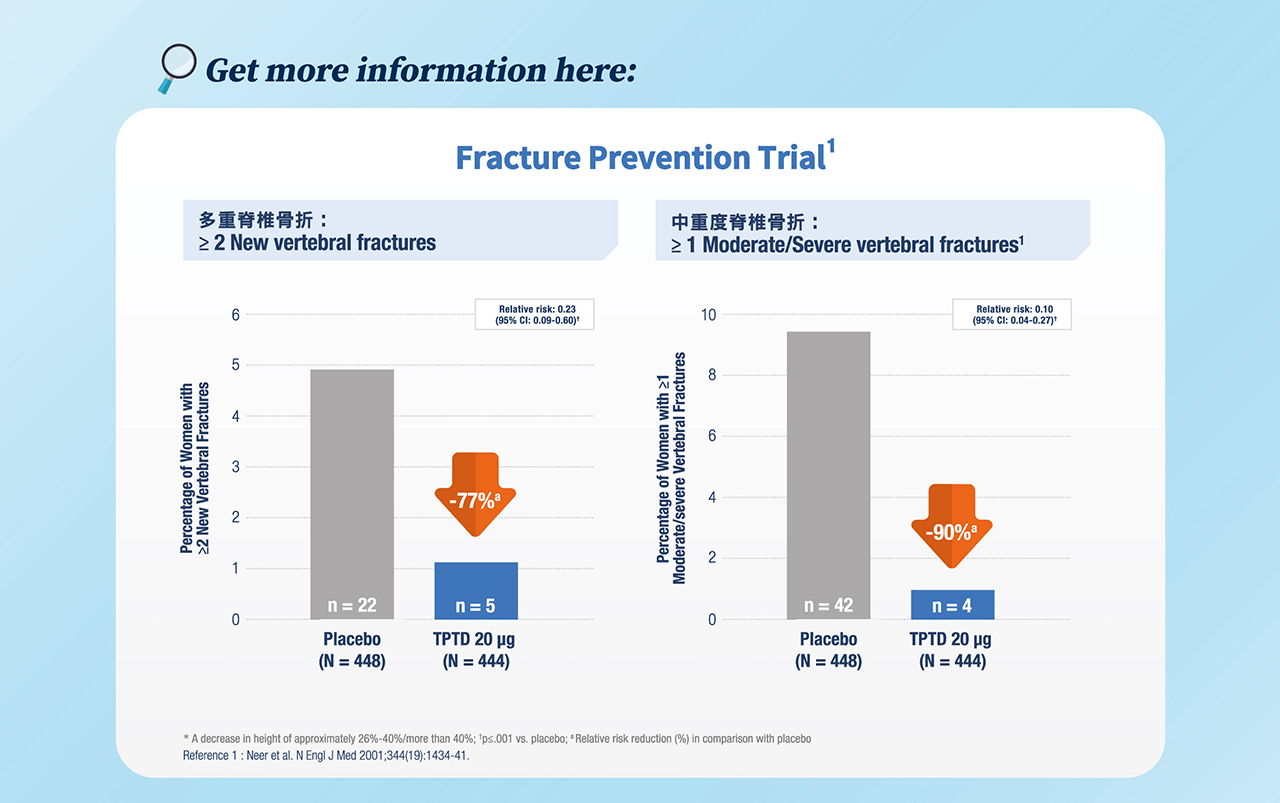 Get more information here:
Fracture Prevention Trial¹
多重脊椎骨折：
≥ 2 New vertebral fractures
Relative risk: 0.23
(95% CI: 0.09-0.60)†
Percentage of Women with
≥2 New Vertebral Fractures
6
5
4
3
2
1
0
-77%ᵃ
n = 22
n = 5
Placebo
(N = 448)
TPTD 20 μg
(N = 444)
中重度脊椎骨折：
≥ 1 Moderate/Severe vertebral fractures¹
Relative risk: 0.10
(95% CI: 0.04-0.27)†
Percentage of Women with ≥1
Moderate/severe Vertebral Fractures
10
8
6
4
2
0
-90%ᵃ
n = 42
n = 4
Placebo
(N = 448)
TPTD 20 μg
(N = 444)
* A decrease in height of approximately 26%-40%/more than 40%; †p≤.001 vs. placebo; ᵃ Relative risk reduction (%) in comparison with placebo
Reference 1 : Neer et al. N Engl J Med 2001;344(19):1434-41.